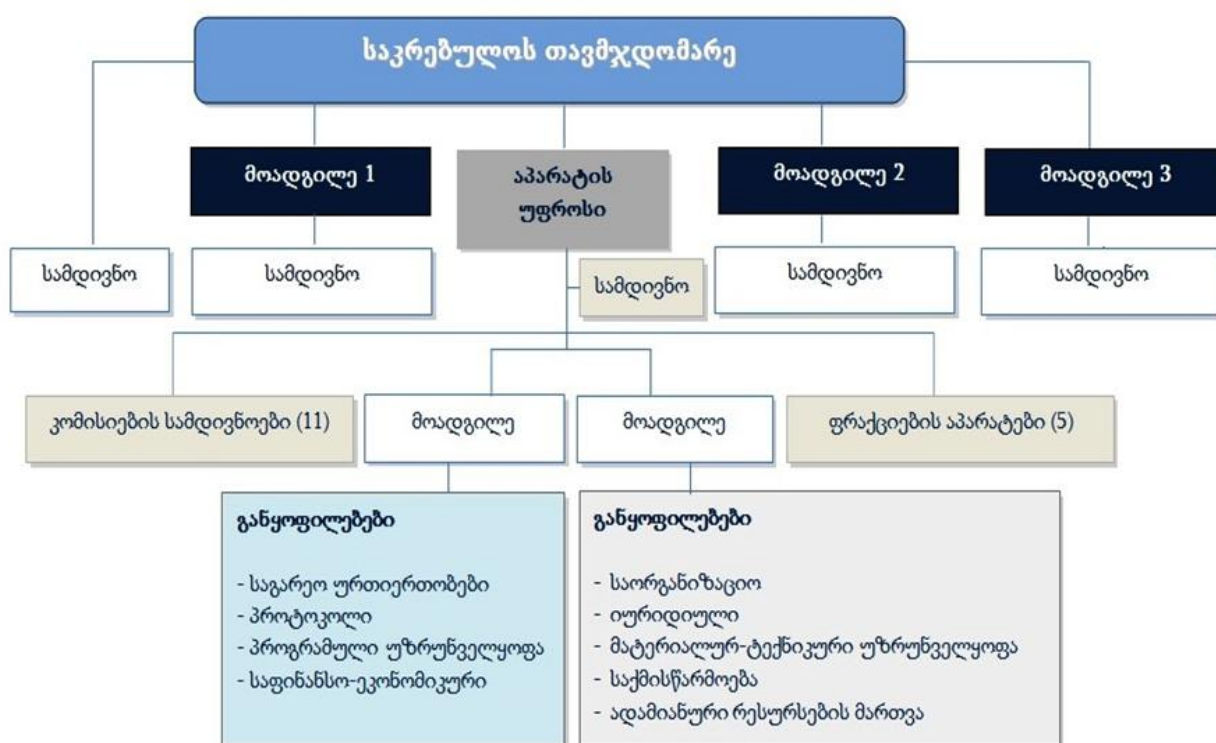 საკრებულოს თავმჯდომარე
მოადგილე 1
აპარატის
უფროსი
მოადგილე 2
მოადგილე 3
სამდივნო
სამდივნო
სამდივნო
სამდივნო
სამდივნო
კომისიების სამდივნოები (11)
მოადგილე
მოადგილე
ფრაქციების აპარატები (5)
განყოფილებები
- საგარეო ურთიერთობები
- პროტოკოლი
- პროგრამული უზრუნველყოფა
- საფინანსო-ეკონომიკური
განყოფილებები
- საორგანიზაციო
- იურიდიული
- მატერიალურ-ტექნიკური უზრუნველყოფა
- საქმისწარმოება
- ადამიანური რესურსების მართვა